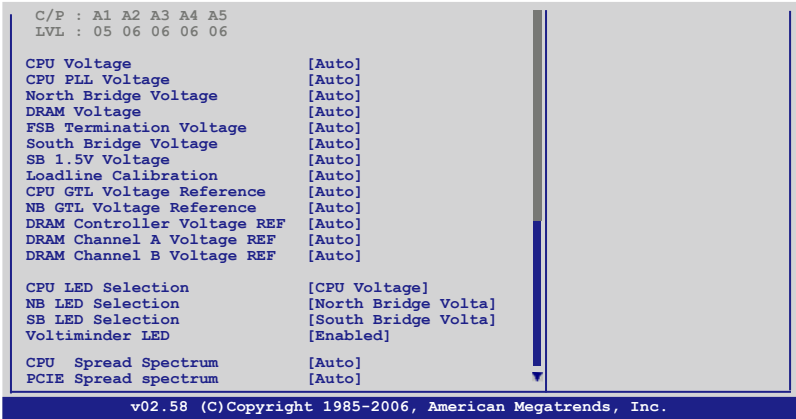 C/P : A1 A2 A3 A4 A5
LVL : 05 06 06 06 06
CPU Voltage [Auto]
CPU PLL Voltage [Auto]
North Bridge Voltage [Auto]
DRAM Voltage [Auto]
FSB Termination Voltage [Auto]
South Bridge Voltage [Auto]
SB 1.5V Voltage [Auto]
Loadline Calibration [Auto]
CPU GTL Voltage Reference [Auto]
NB GTL Voltage Reference [Auto]
DRAM Controller Voltage REF [Auto]
DRAM Channel A Voltage REF [Auto]
DRAM Channel B Voltage REF [Auto]
CPU LED Selection [CPU Voltage]
NB LED Selection [North Bridge Volta]
SB LED Selection [South Bridge Volta]
Voltiminder LED [Enabled]
CPU Spread Spectrum [Auto]
PCIE Spread spectrum [Auto]
v02.58 (C)Copyright 1985-2006, American Megatrends, Inc.